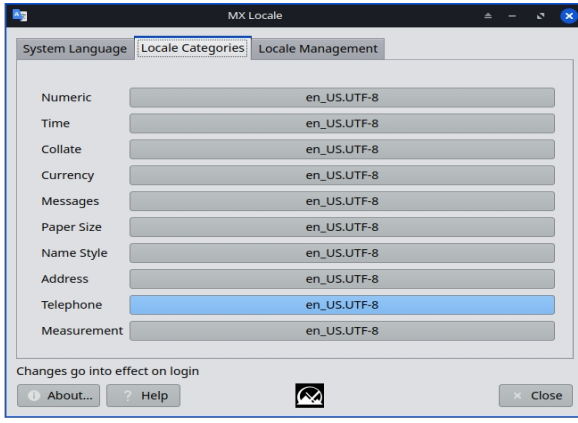 MX Locale
System Language Locale Categories Locale Management
Numeric en_US.UTF-8
Time en_US.UTF-8
Collate en_US.UTF-8
Currency en_US.UTF-8
Messages en_US.UTF-8
Paper Size en_US.UTF-8
Name Style en_US.UTF-8
Address en_US.UTF-8
Telephone en_US.UTF-8
Measurement en_US.UTF-8
Changes go into effect on login
About... ? Help Close